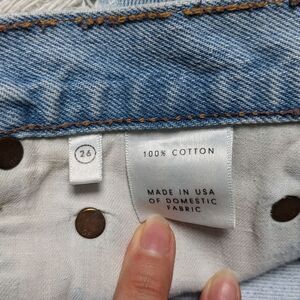 26
100% COTTON
MADE IN USA
OF DOMESTIC
FABRIC